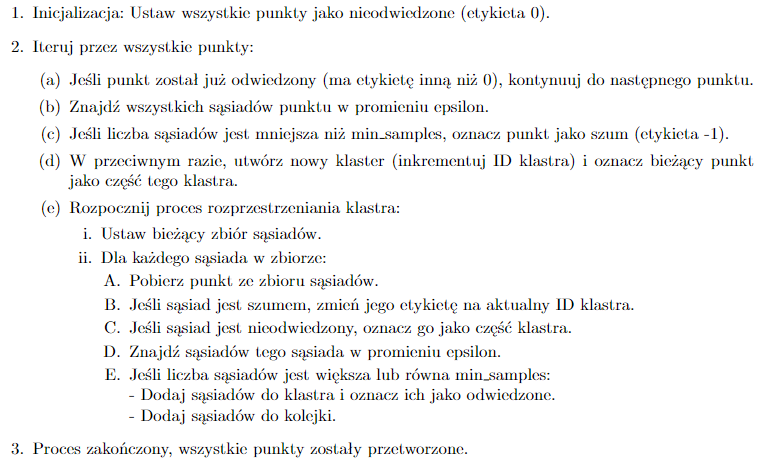 1. Inicjalizacja: Ustaw wszystkie punkty jako nieodwiedzone (etykieta 0).
2. Iteruj przez wszystkie punkty:
(a) Jeśli punkt został już odwiedzony (ma etykietę inną niż 0), kontynuuj do następnego punktu.
(b) Znajdź wszystkich sąsiadów punktu w promieniu epsilon.
(c) Jeśli liczba sąsiadów jest mniejsza niż min_samples, oznacz punkt jako szum (etykieta -1).
(d) W przeciwnym razie, utwórz nowy klaster (inkrementuj ID klastra) i oznacz bieżący punkt
jako część tego klastra.
(e) Rozpocznij proces rozprzestrzeniania klastra:
i. Ustaw bieżący zbiór sąsiadów.
ii. Dla każdego sąsiada w zbiorze:
A. Pobierz punkt ze zbioru sąsiadów.
B. Jeśli sąsiad jest szumem, zmień jego etykietę na aktualny ID klastra.
C. Jeśli sąsiad jest nieodwiedzony, oznacz go jako część klastra.
D. Znajdź sąsiadów tego sąsiada w promieniu epsilon.
E. Jeśli liczba sąsiadów jest większa lub równa min_samples:
- Dodaj sąsiadów do klastra i oznacz ich jako odwiedzone.
- Dodaj sąsiadów do kolejki.
3. Proces zakończony, wszystkie punkty zostały przetworzone.